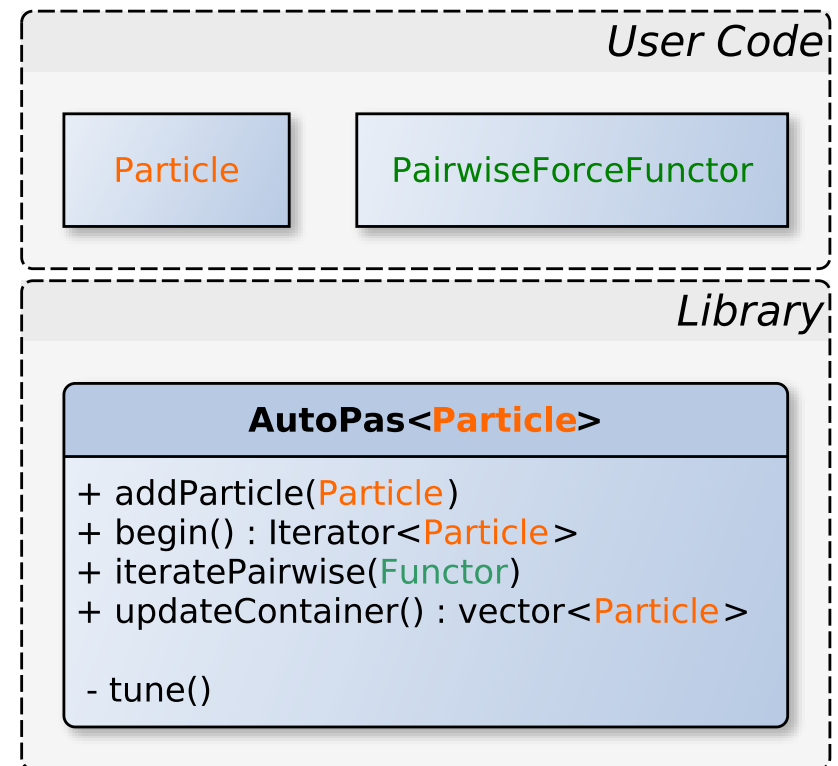 User Code
Particle PairwiseForceFunctor
Library
AutoPas<Particle>
+ addParticle(Particle)
+ begin() : Iterator<Particle>
+ iteratePairwise(Functor)
+ updateContainer() : vector<Particle>
- tune()